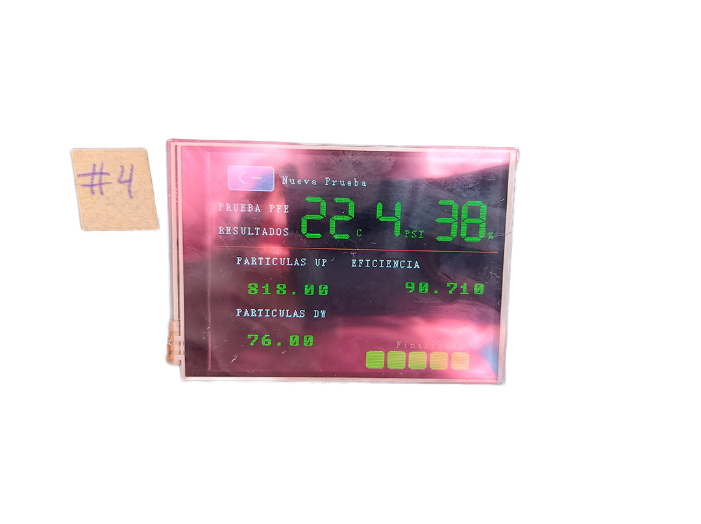 #4
<- Nueva Prueba
PRUEBA PFE
RESULTADOS
22 C 4 PSI 38 %
PARTICULAS UP EFICIENCIA
818.00 90.710
PARTICULAS DW
76.00